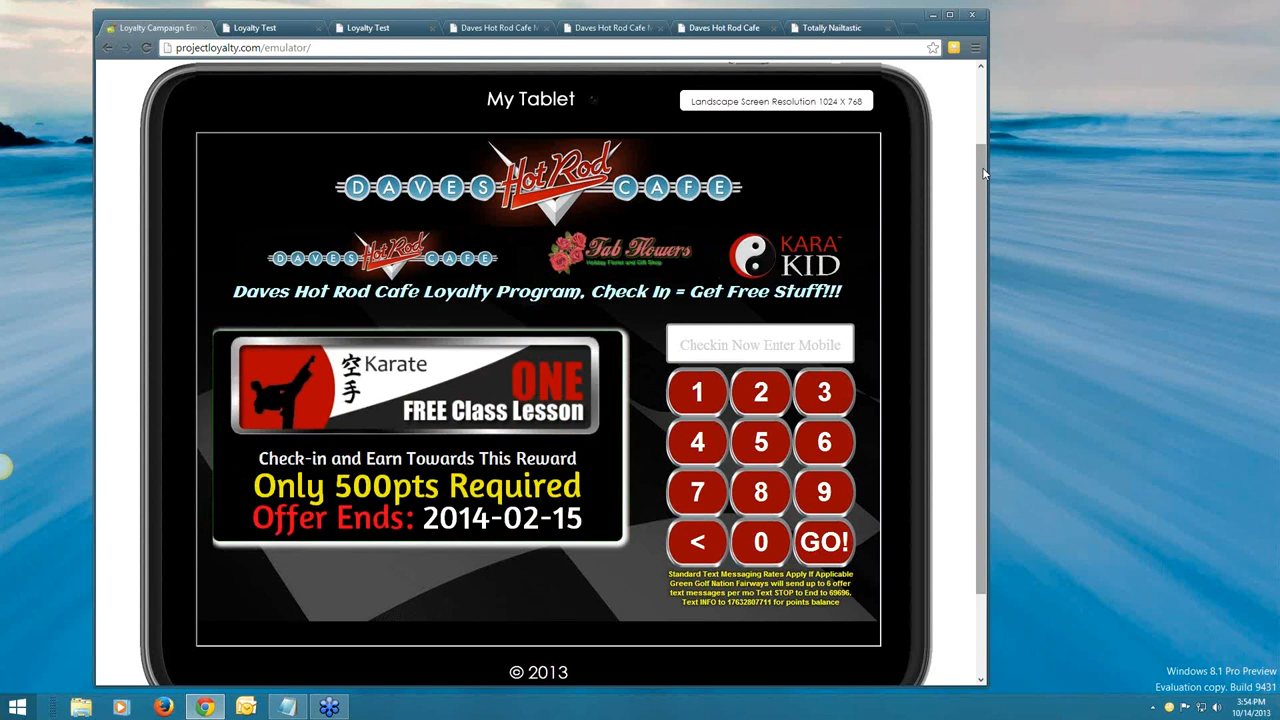 Loyalty Campaign Em
Loyalty Test
Loyalty Test
Daves Hot Rod Cafe M
Daves Hot Rod Cafe M
Daves Hot Rod Cafe
Totally Nailtastic
projectloyalty.com/emulator/
My Tablet
Landscape Screen Resolution 1024 X 768
DAVES Hot Rod CAFE
DAVES Hot Rod CAFE
Fab Flowers
Holiday Florist and Gift Shop
KARA™
KID
Daves Hot Rod Cafe Loyalty Program, Check In = Get Free Stuff!!!
空手
Karate
ONE
FREE Class Lesson
Check-in and Earn Towards This Reward
Only 500pts Required
Offer Ends: 2014-02-15
Checkin Now Enter Mobile
1 2 3
4 5 6
7 8 9
< 0 GO!
Standard Text Messaging Rates Apply If Applicable
Green Golf Nation Fairways will send up to 6 offer
text messages per mo Text STOP to End to 69696.
Text INFO to 17632807711 for points balance
© 2013
Windows 8.1 Pro Preview
Evaluation copy. Build 9431
3:54 PM
10/14/2013